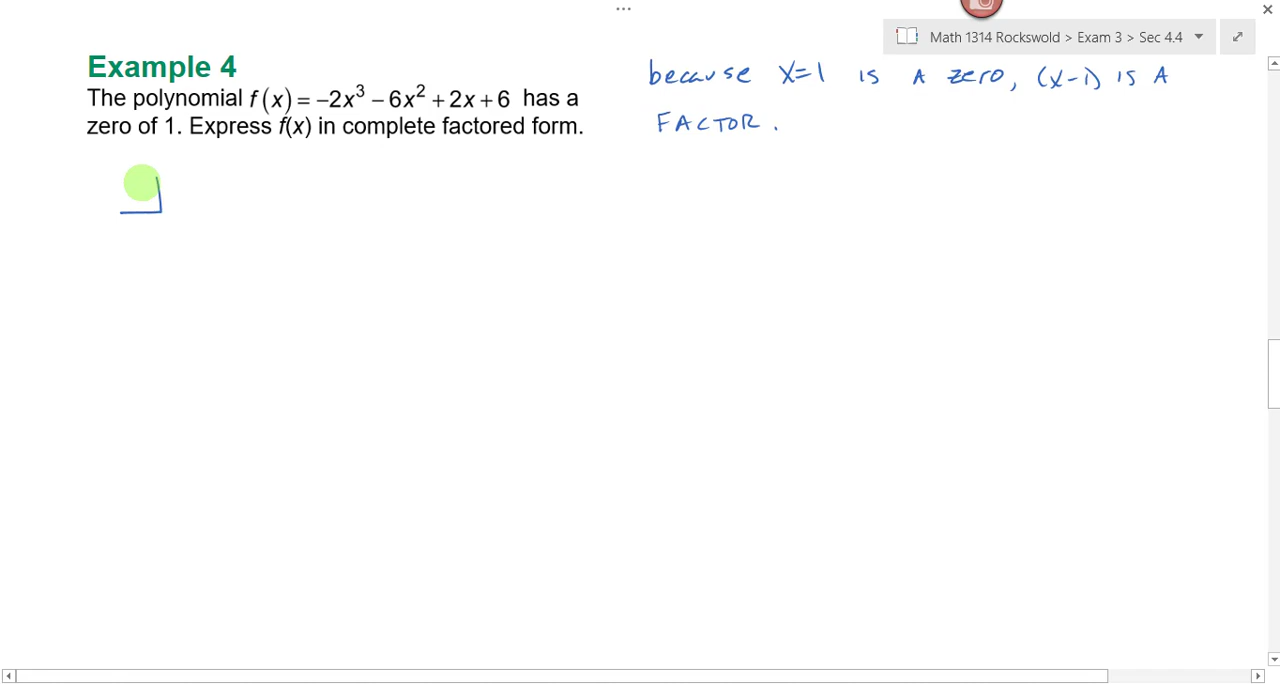 ...
Math 1314 Rockswold > Exam 3 > Sec 4.4
Example 4
The polynomial f (x) = −2x³ − 6x² + 2x + 6 has a
zero of 1. Express f(x) in complete factored form.
because x=1 is A zero, (x-1) is A
FACTOR.